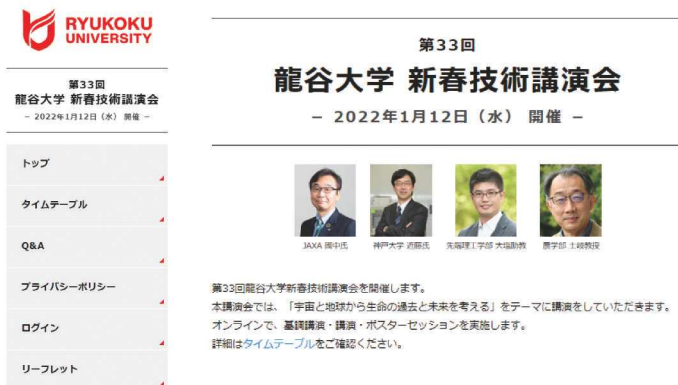 RYUKOKU
UNIVERSITY
第33回
龍谷大学 新春技術講演会
－ 2022年1月12日（水） 開催 －
トップ
タイムテーブル
Q&A
プライバシーポリシー
ログイン
リーフレット
第33回
龍谷大学 新春技術講演会
－ 2022年1月12日（水） 開催 －
JAXA 國中氏
神戸大学 近藤氏
先端理工学部 大塩助教
農学部 土岐教授
第33回龍谷大学新春技術講演会を開催します。
本講演会では、「宇宙と地球から生命の過去と未来を考える」をテーマに講演をしていただきます。
オンラインで、基調講演・講演・ポスターセッションを実施します。
詳細はタイムテーブルをご確認ください。